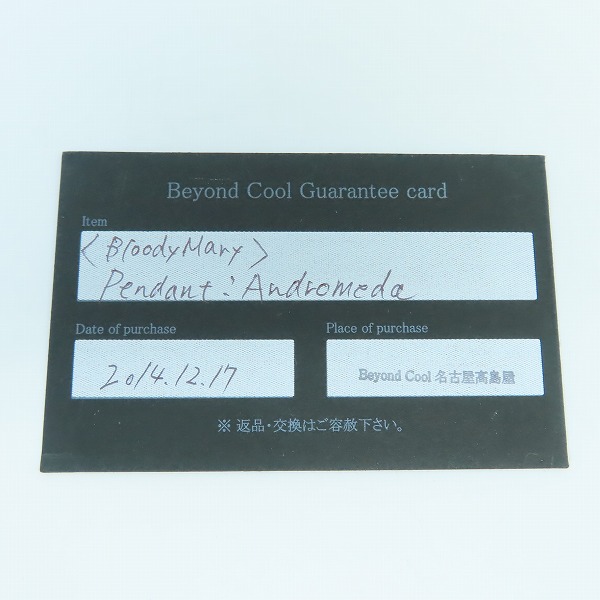 Beyond Cool Guarantee card
Item
<BloodyMary>
Pendant : Andromeda
Date of purchase
Place of purchase
2014.12.17
Beyond Cool 名古屋高島屋
※ 返品・交換はご容赦下さい。